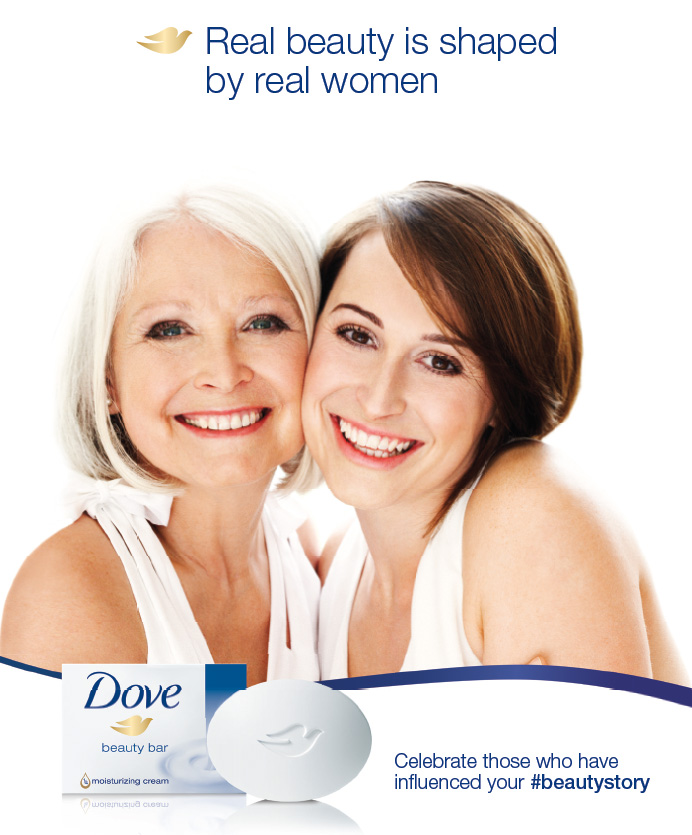 Real beauty is shaped
by real women
Dove
beauty bar
moisturizing cream
Celebrate those who have
influenced your #beautystory